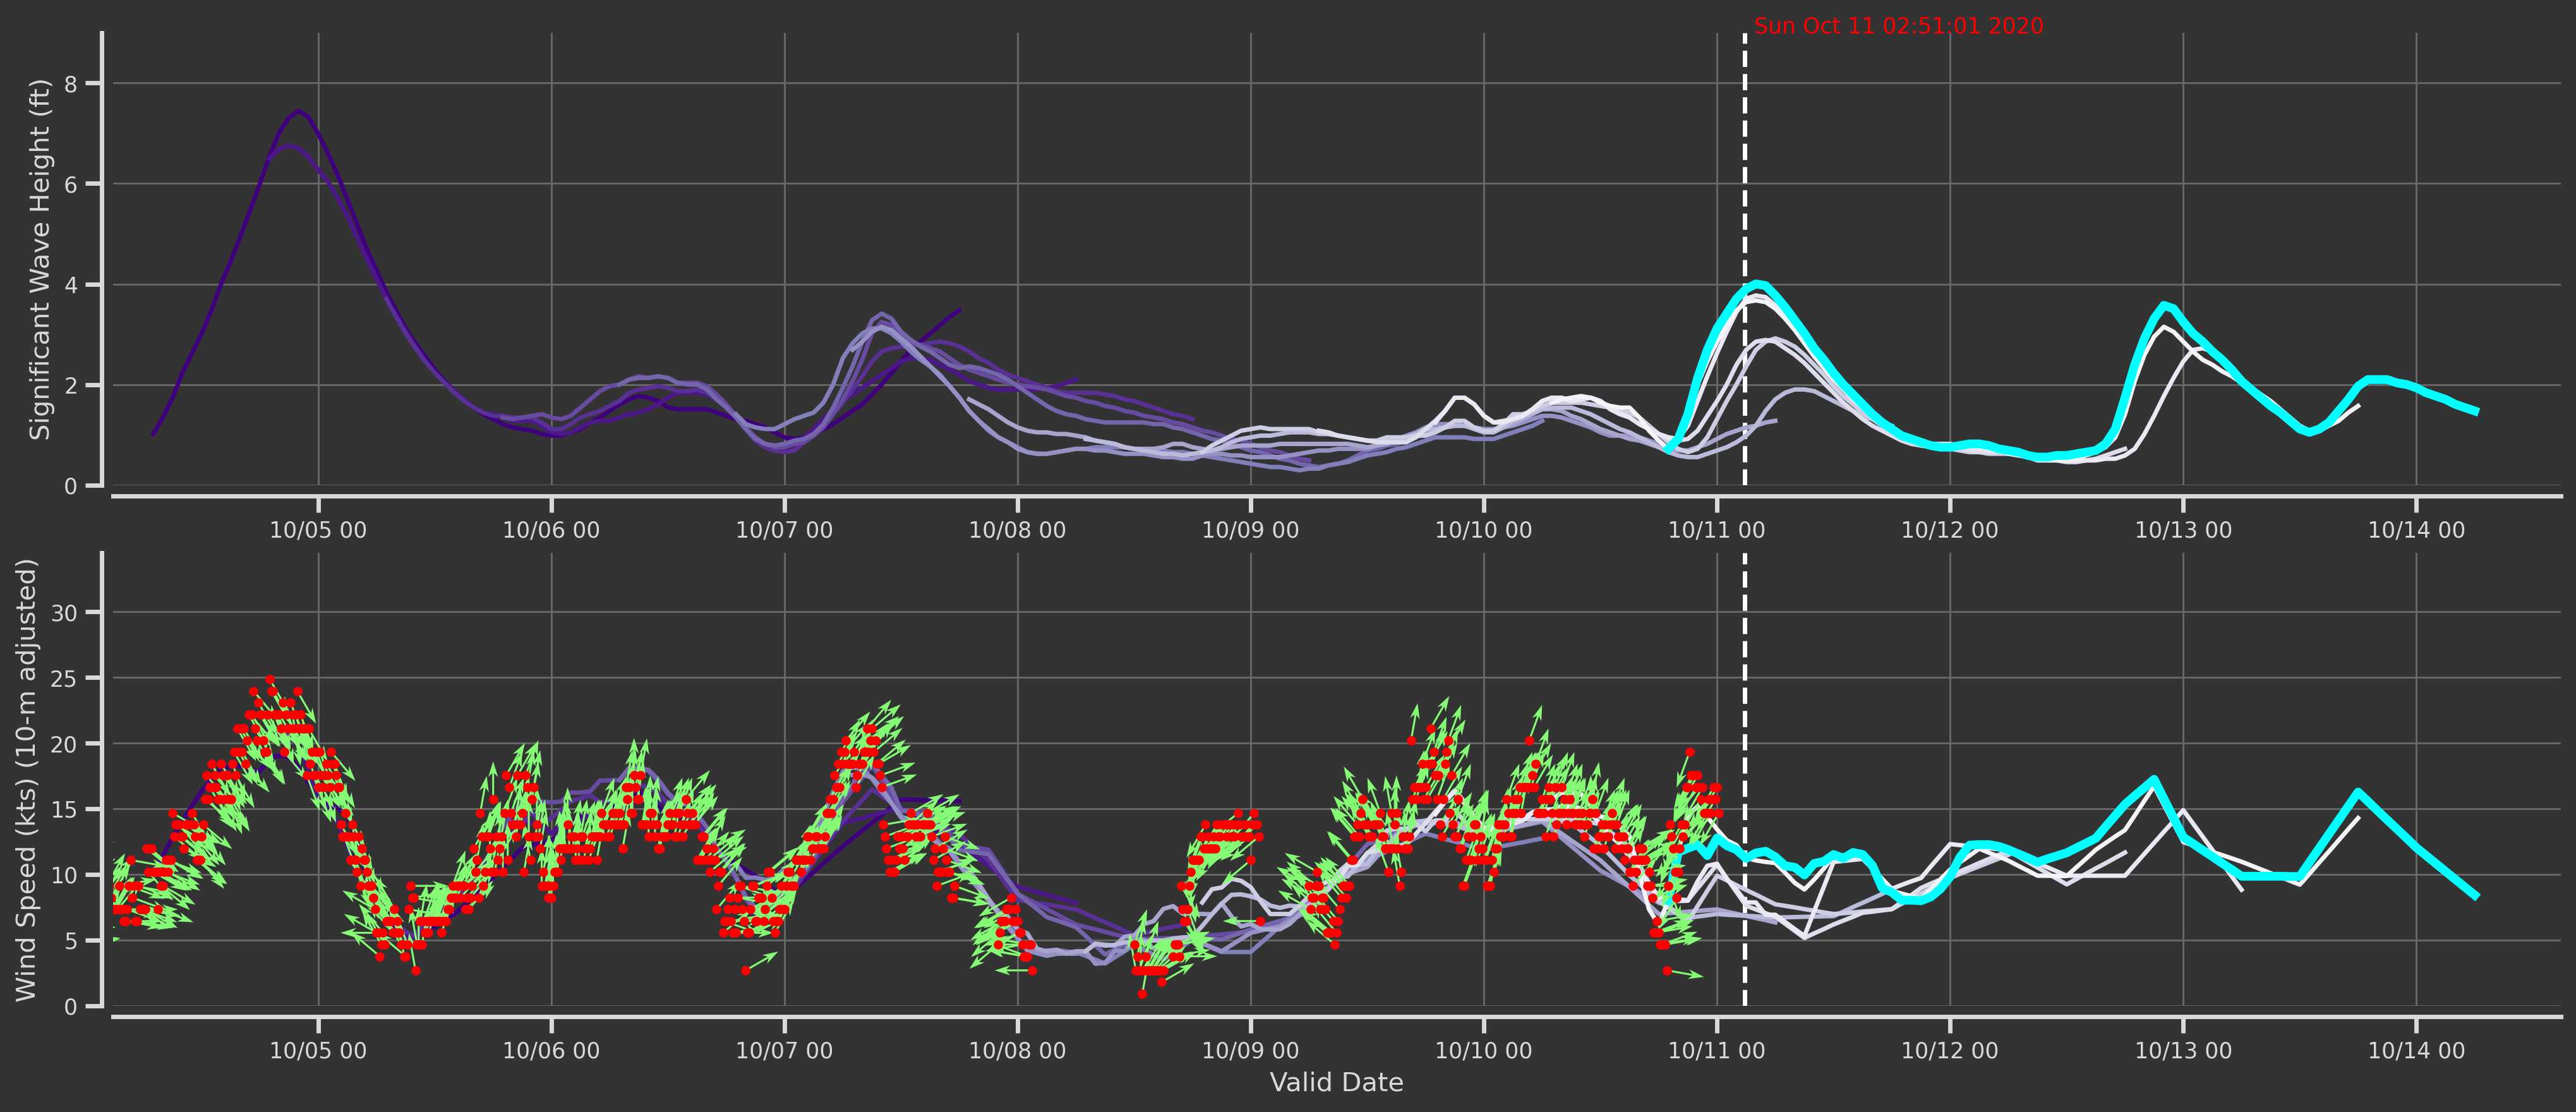 Sun Oct 11 02:51:01 2020
Significant Wave Height (ft)
8
6
4
2
0
10/05 00 10/06 00 10/07 00 10/08 00 10/09 00 10/10 00 10/11 00 10/12 00 10/13 00 10/14 00
Wind Speed (kts) (10-m adjusted)
30
25
20
15
10
5
0
10/05 00 10/06 00 10/07 00 10/08 00 10/09 00 10/10 00 10/11 00 10/12 00 10/13 00 10/14 00
Valid Date